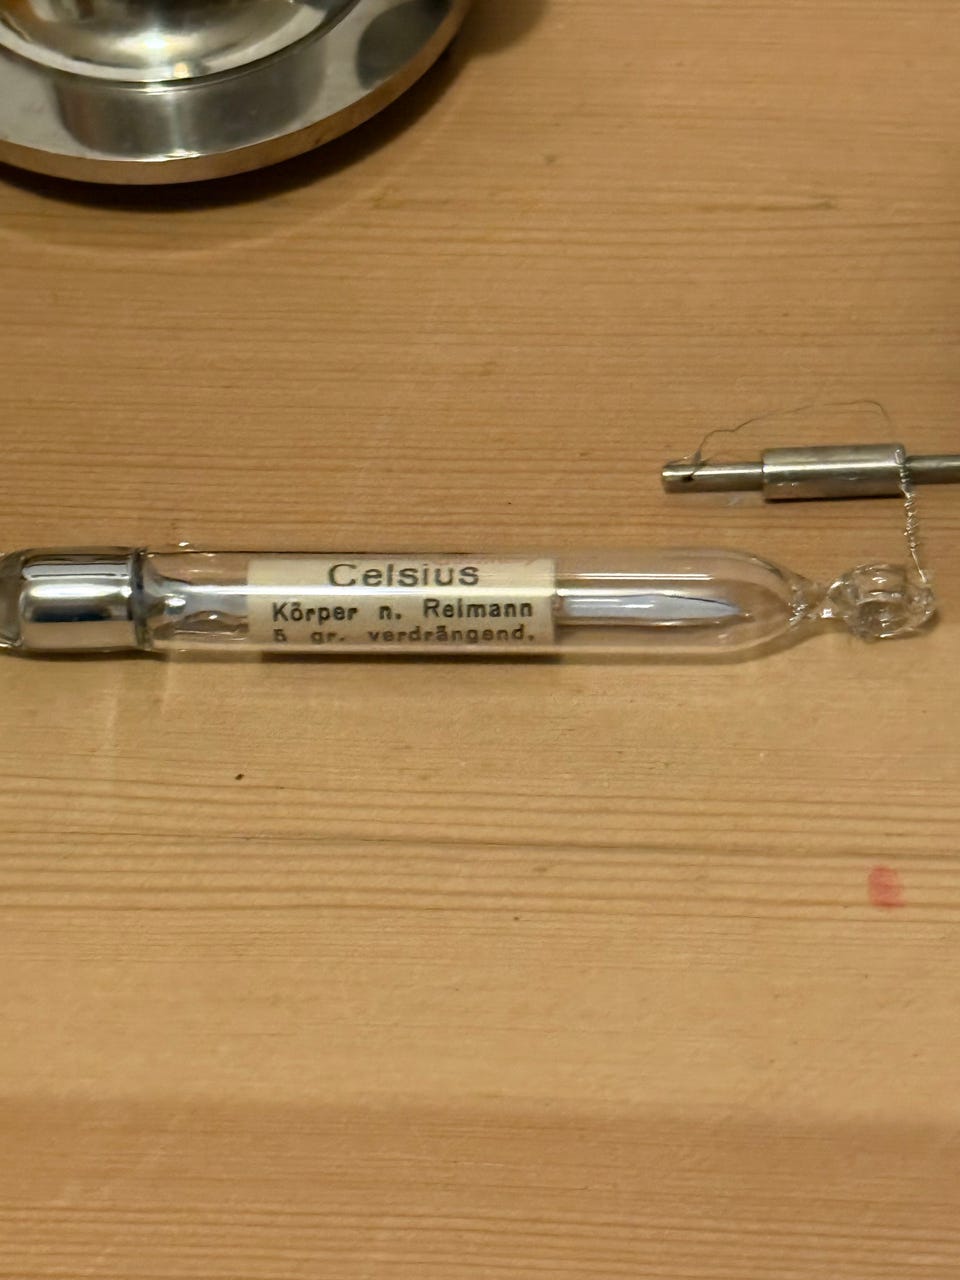 Celsius
Körper n. Reimann
5 gr. verdrängend.